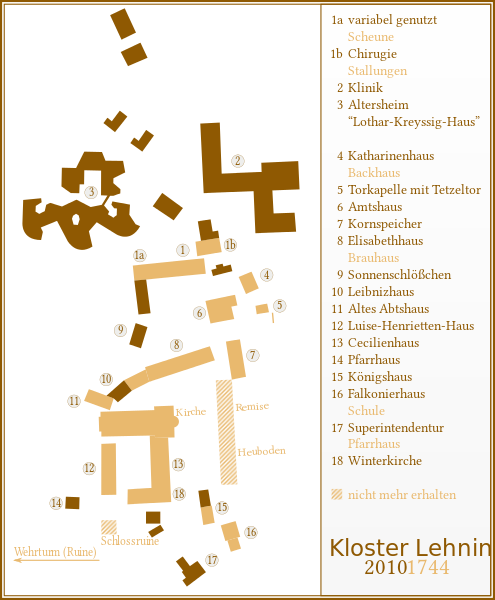 1a variabel genutzt
Scheune
1b Chirugie
Stallungen
2 Klinik
3 Altersheim
“Lothar-Kreyssig-Haus”
4 Katharinenhaus
Backhaus
5 Torkapelle mit Tetzeltor
6 Amtshaus
7 Kornspeicher
8 Elisabethhaus
Brauhaus
9 Sonnenschlößchen
10 Leibnizhaus
11 Altes Abtshaus
12 Luise-Henrietten-Haus
13 Cecilienhaus
14 Pfarrhaus
15 Königshaus
16 Falkonierhaus
Schule
17 Superintendentur
Pfarrhaus
18 Winterkirche
nicht mehr erhalten
Kloster Lehnin
2010 1744
2
3
1
1b
1a
4
5
6
9
8
7
10
11
Kirche
Remise
Heuboden
12
13
18
14
15
16
Schlossruine
Wehrturm (Ruine)
17